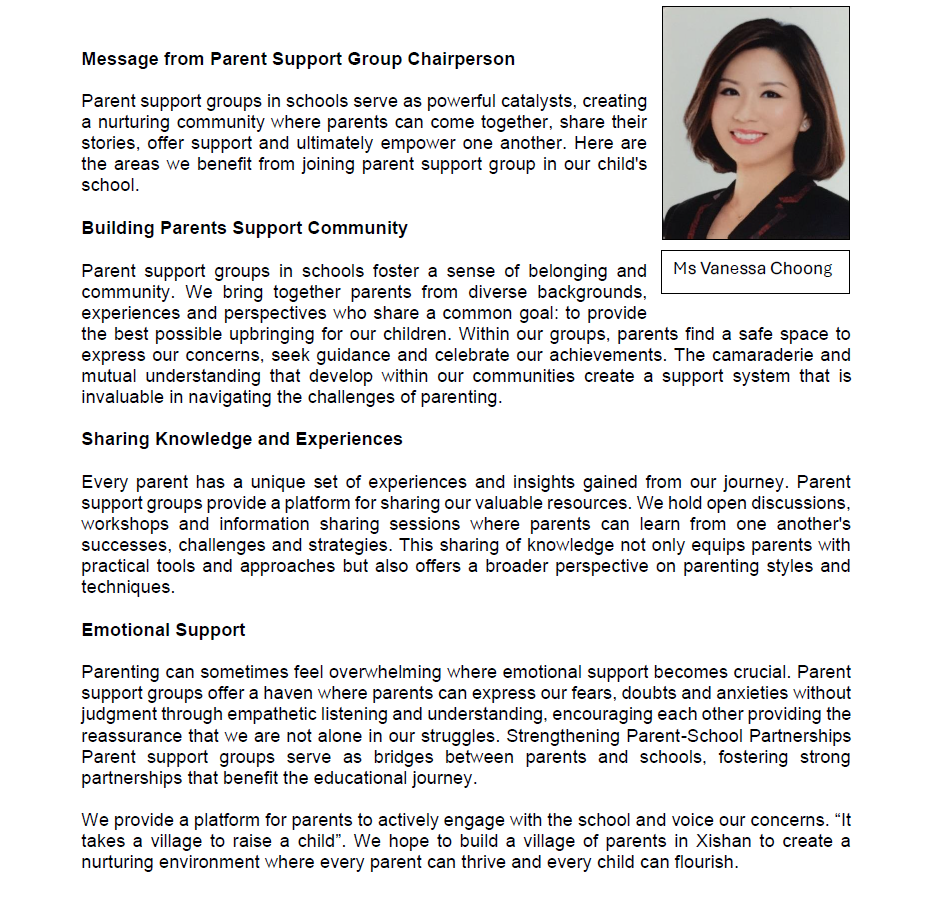 Message from Parent Support Group Chairperson
Parent support groups in schools serve as powerful catalysts, creating
a nurturing community where parents can come together, share their
stories, offer support and ultimately empower one another. Here are
the areas we benefit from joining parent support group in our child's
school.
Building Parents Support Community
Ms Vanessa Choong
Parent support groups in schools foster a sense of belonging and
community. We bring together parents from diverse backgrounds,
experiences and perspectives who share a common goal: to provide
the best possible upbringing for our children. Within our groups, parents find a safe space to
express our concerns, seek guidance and celebrate our achievements. The camaraderie and
mutual understanding that develop within our communities create a support system that is
invaluable in navigating the challenges of parenting.
Sharing Knowledge and Experiences
Every parent has a unique set of experiences and insights gained from our journey. Parent
support groups provide a platform for sharing our valuable resources. We hold open discussions,
workshops and information sharing sessions where parents can learn from one another's
successes, challenges and strategies. This sharing of knowledge not only equips parents with
practical tools and approaches but also offers a broader perspective on parenting styles and
techniques.
Emotional Support
Parenting can sometimes feel overwhelming where emotional support becomes crucial. Parent
support groups offer a haven where parents can express our fears, doubts and anxieties without
judgment through empathetic listening and understanding, encouraging each other providing the
reassurance that we are not alone in our struggles. Strengthening Parent-School Partnerships
Parent support groups serve as bridges between parents and schools, fostering strong
partnerships that benefit the educational journey.
We provide a platform for parents to actively engage with the school and voice our concerns. “It
takes a village to raise a child”. We hope to build a village of parents in Xishan to create a
nurturing environment where every parent can thrive and every child can flourish.